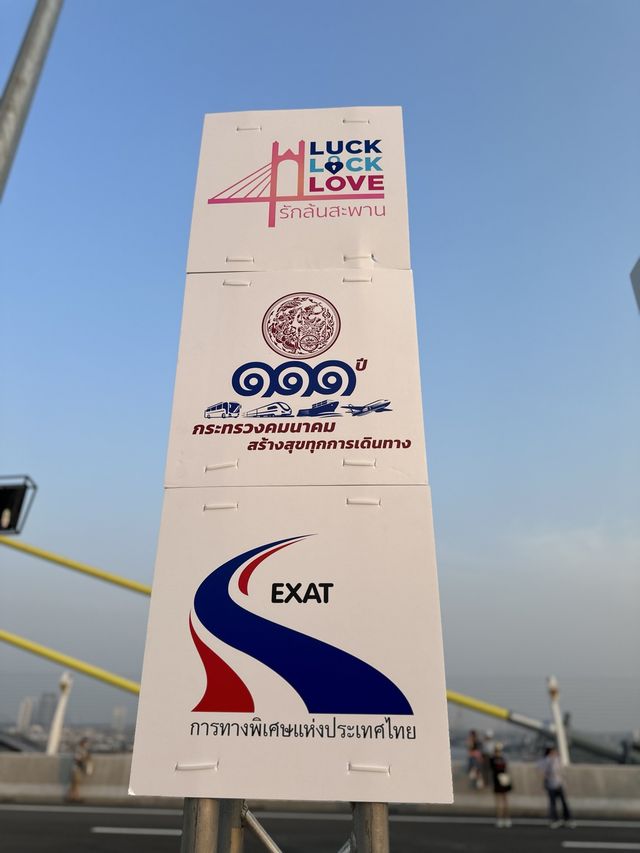 LUCK
LOCK
LOVE
รักล้นสะพาน
๑๑๑ ปี
กระทรวงคมนาคม
สร้างสุขทุกการเดินทาง
EXAT
การทางพิเศษแห่งประเทศไทย